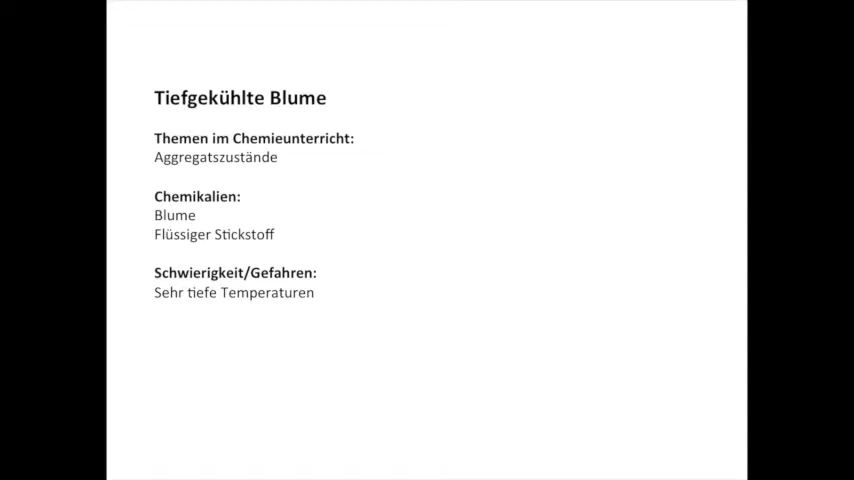 Tiefgekühlte Blume
Themen im Chemieunterricht:
Aggregatszustände
Chemikalien:
Blume
Flüssiger Stickstoff
Schwierigkeit/Gefahren:
Sehr tiefe Temperaturen